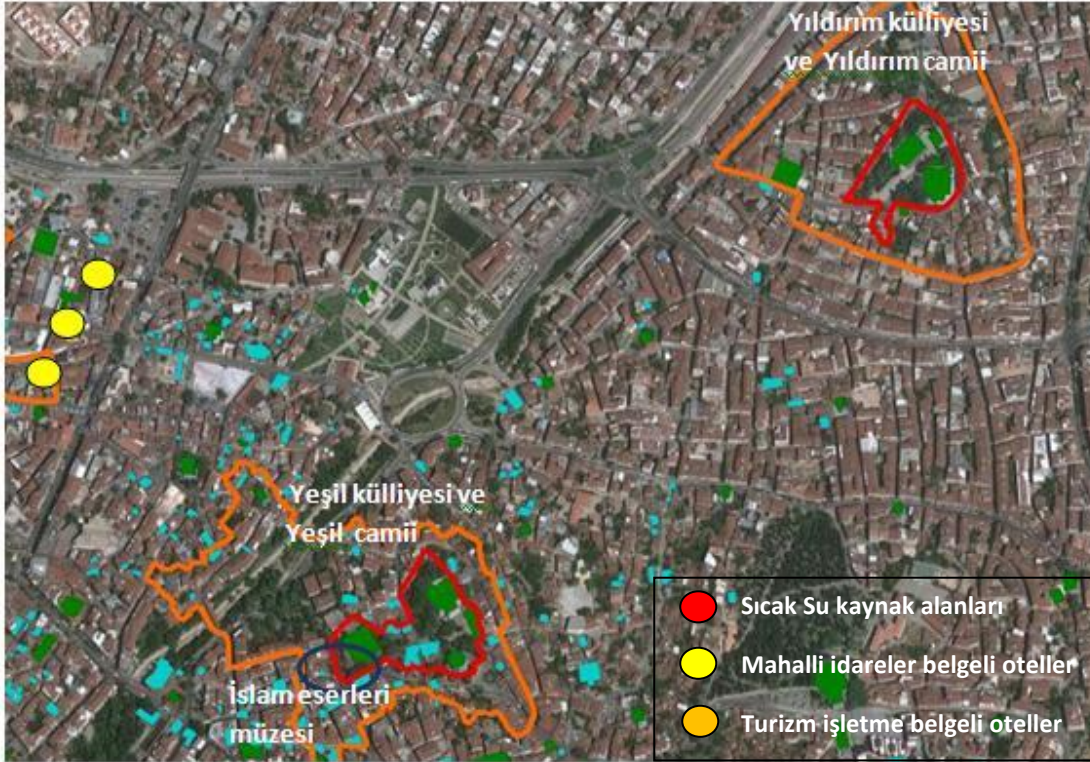 Yıldırım külliyesi
ve Yıldırım camii
Yeşil külliyesi ve
Yeşil camii
İslam eserleri
müzesi
Sıcak Su kaynak alanları
Mahalli idareler belgeli oteller
Turizm işletme belgeli oteller